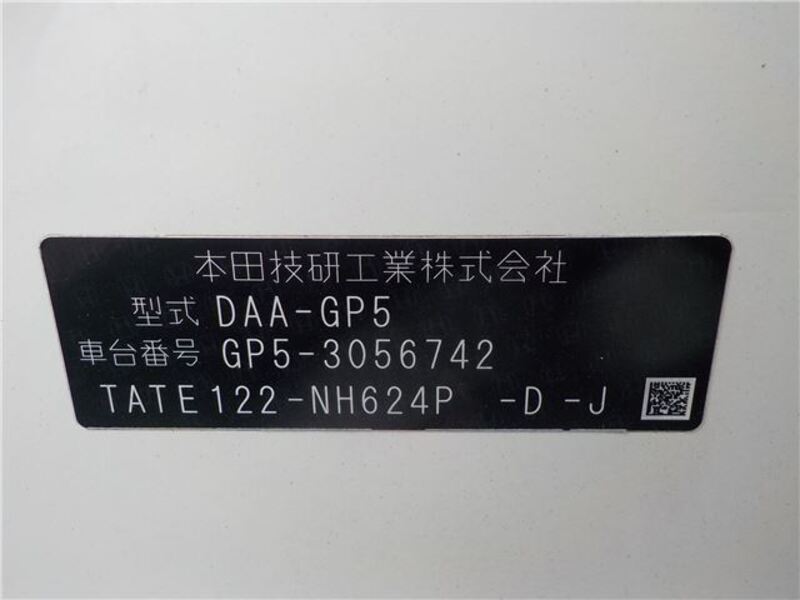 本田技研工業株式会社
型式 DAA-GP5
車台番号 GP5-3056742
TATE122-NH624P -D -J